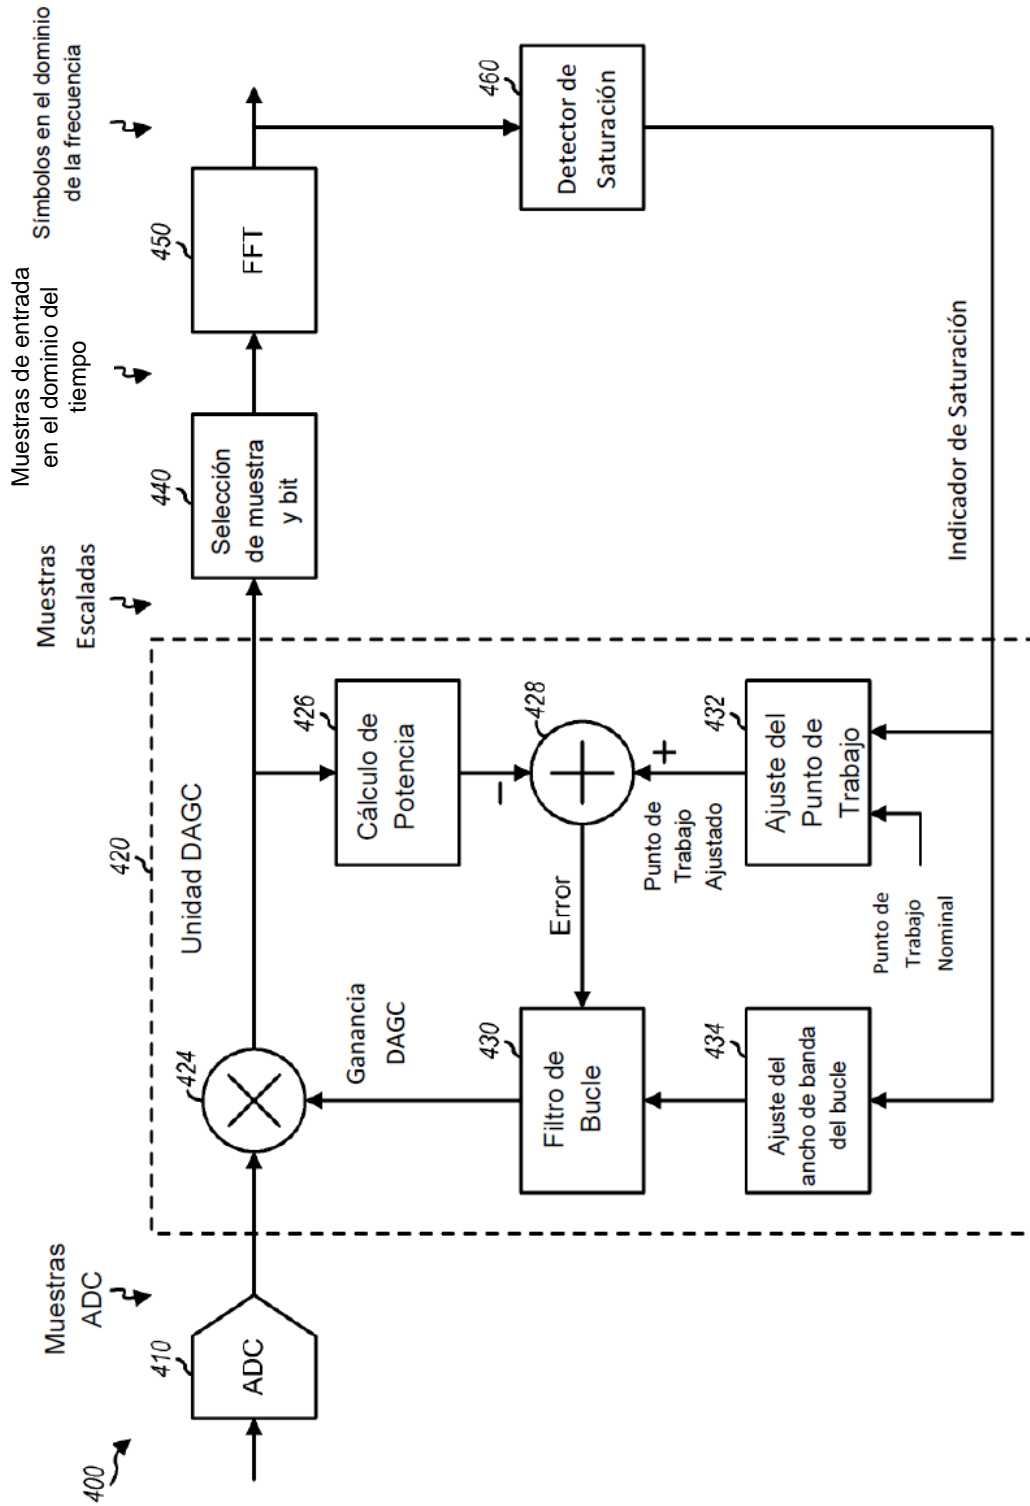 400
410
ADC
Muestras
ADC
420
Unidad DAGC
424
Ganancia
DAGC
426
Cálculo de
Potencia
428
−
+
Error
430
Filtro de
Bucle
Punto de
Trabajo
Ajustado
432
Ajuste del
Punto de
Trabajo
Punto de
Trabajo
Nominal
434
Ajuste del
ancho de banda
del bucle
Muestras
Escaladas
440
Selección
de muestra
y bit
Muestras de entrada
en el dominio del
tiempo
450
FFT
Símbolos en el dominio
de la frecuencia
460
Detector de
Saturación
Indicador de Saturación